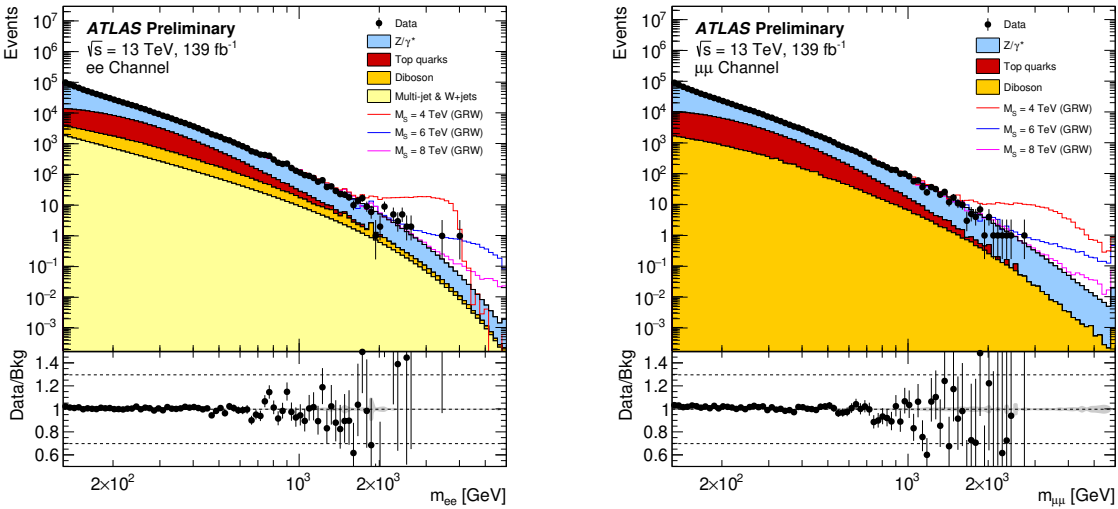 ATLAS Preliminary
√s = 13 TeV, 139 fb⁻¹
ee Channel
Data
Z/γ*
Top quarks
Diboson
Multi-jet & W+jets
M_S = 4 TeV (GRW)
M_S = 6 TeV (GRW)
M_S = 8 TeV (GRW)
Events
10⁷
10⁶
10⁵
10⁴
10³
10²
10
1
10⁻¹
10⁻²
10⁻³
Data/Bkg
1.4
1.2
1.0
0.8
0.6
2×10² 10³ 2×10³
m_ee [GeV]
ATLAS Preliminary
√s = 13 TeV, 139 fb⁻¹
μμ Channel
Data
Z/γ*
Top quarks
Diboson
M_S = 4 TeV (GRW)
M_S = 6 TeV (GRW)
M_S = 8 TeV (GRW)
Events
10⁷
10⁶
10⁵
10⁴
10³
10²
10
1
10⁻¹
10⁻²
10⁻³
Data/Bkg
1.4
1.2
1
0.8
0.6
2×10² 10³ 2×10³
m_μμ [GeV]